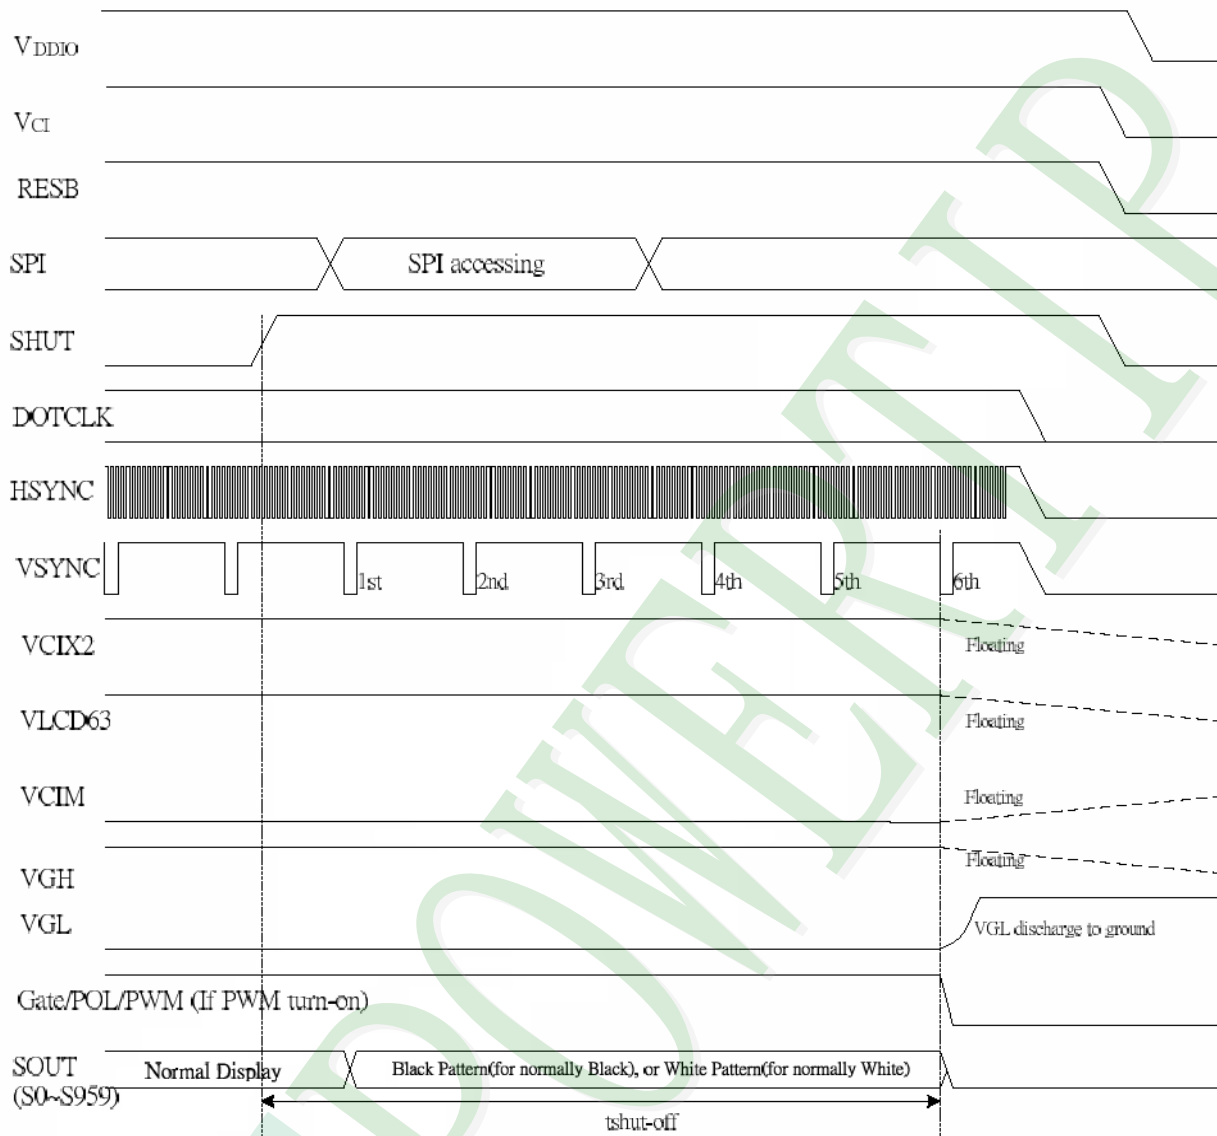 VDDIO
VCI
RESB
SPI
SPI accessing
SHUT
DOTCLK
HSYNC
VSYNC
1st 2nd 3rd 4th 5th 6th
VCIX2
Floating
VLCD63
Floating
VCIM
Floating
VGH
Floating
VGL
VGL discharge to ground
Gate/POL/PWM (If PWM turn-on)
SOUT
(S0~S959)
Normal Display
Black Pattern(for normally Black), or White Pattern(for normally White)
tshut-off
POWERTIP